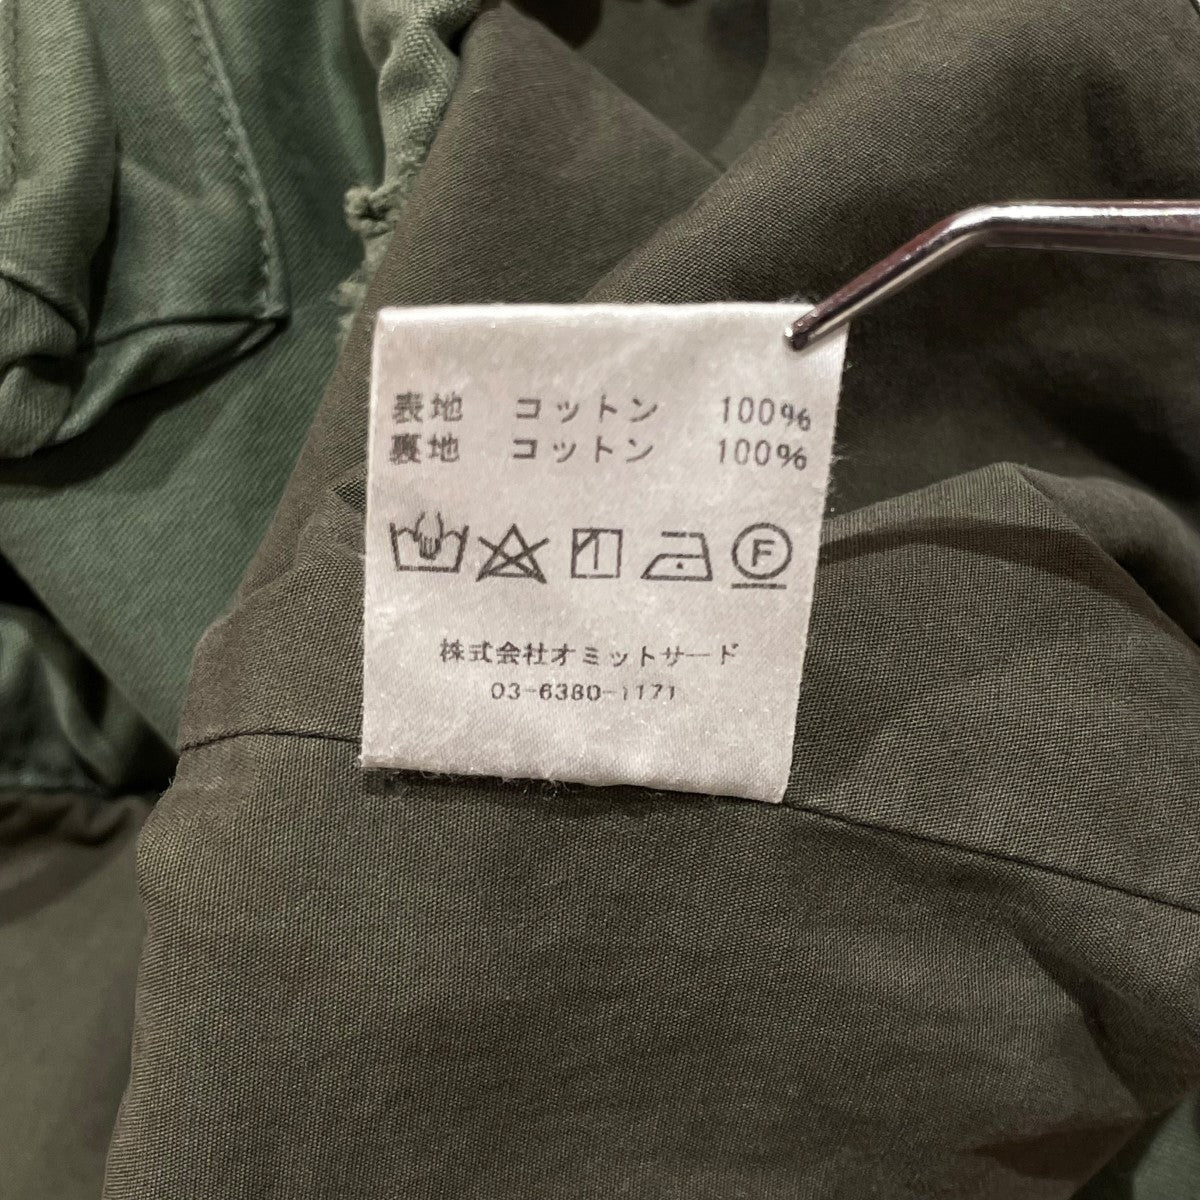 表地 コットン 100%
裏地 コットン 100%
F
株式会社オミットサード
03-6380-1171